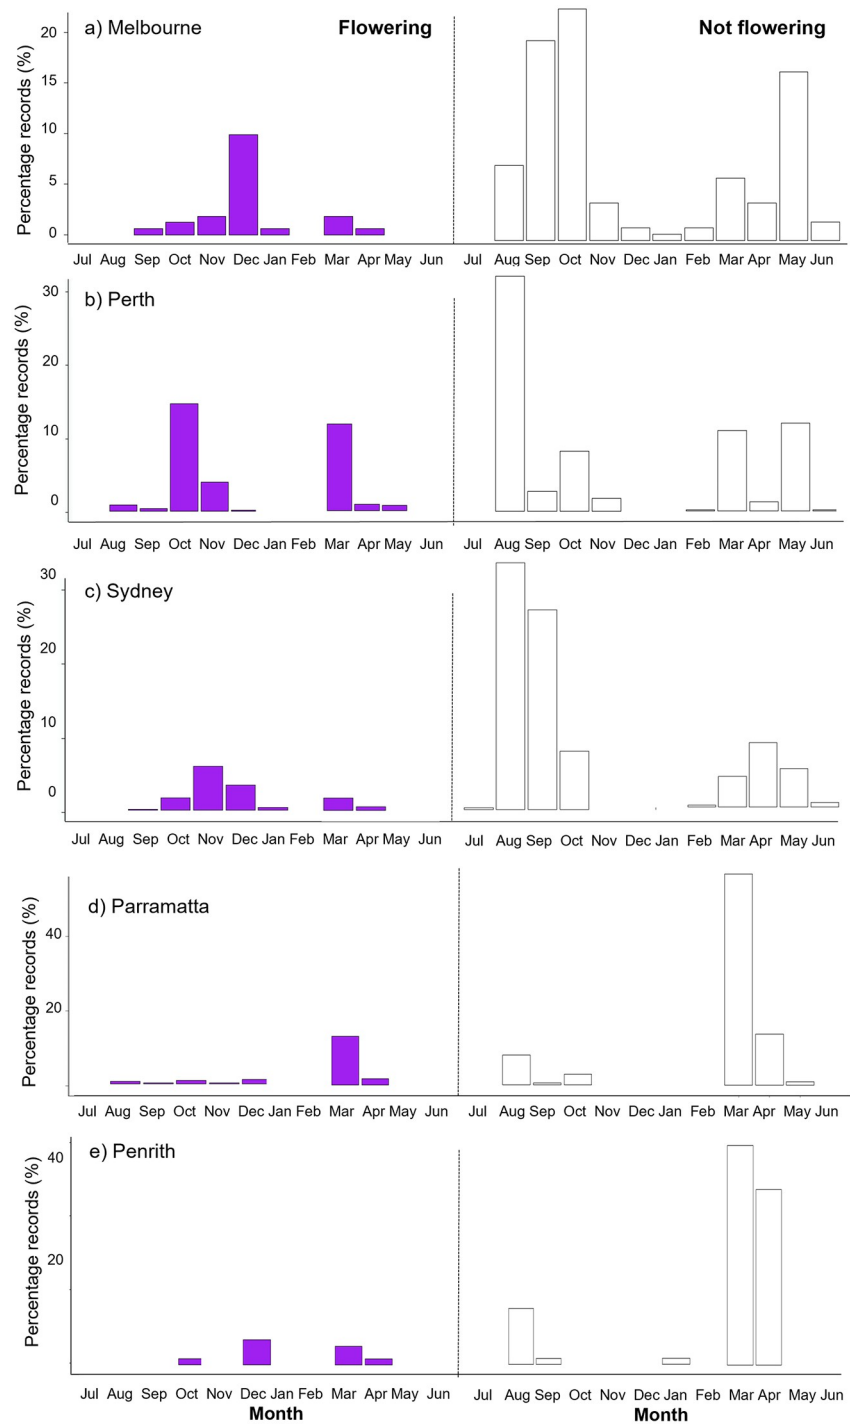 a) Melbourne Flowering Not flowering
Percentage records (%)
20
15
10
5
0
Jul Aug Sep Oct Nov Dec Jan Feb Mar Apr May Jun Jul Aug Sep Oct Nov Dec Jan Feb Mar Apr May Jun
b) Perth
Percentage records (%)
30
20
10
0
Jul Aug Sep Oct Nov Dec Jan Feb Mar Apr May Jun Jul Aug Sep Oct Nov Dec Jan Feb Mar Apr May Jun
c) Sydney
Percentage records (%)
30
20
10
0
Jul Aug Sep Oct Nov Dec Jan Feb Mar Apr May Jun Jul Aug Sep Oct Nov Dec Jan Feb Mar Apr May Jun
d) Parramatta
Percentage records (%)
40
20
Jul Aug Sep Oct Nov Dec Jan Feb Mar Apr May Jun Jul Aug Sep Oct Nov Dec Jan Feb Mar Apr May Jun
e) Penrith
Percentage records (%)
40
20
Jul Aug Sep Oct Nov Dec Jan Feb Mar Apr May Jun Jul Aug Sep Oct Nov Dec Jan Feb Mar Apr May Jun
Month Month